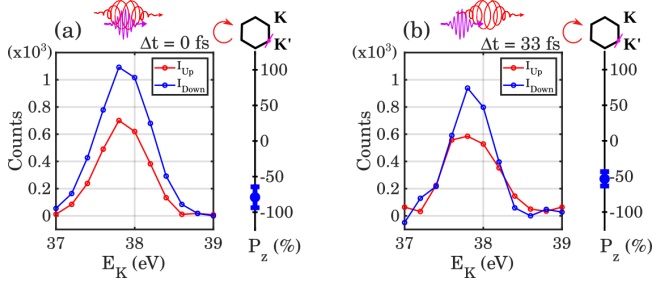 (a)
Δt = 0 fs
K
K'
(x10³)
1
0.8
0.6
0.4
0.2
0
Counts
37
38
39
E_K (eV)
I_Up
I_Down
100
50
0
-50
-100
P_z (%)
(b)
Δt = 33 fs
K
K'
(x10³)
1
0.8
0.6
0.4
0.2
0
Counts
37
38
39
E_K (eV)
I_Up
I_Down
100
50
0
-50
-100
P_z (%)